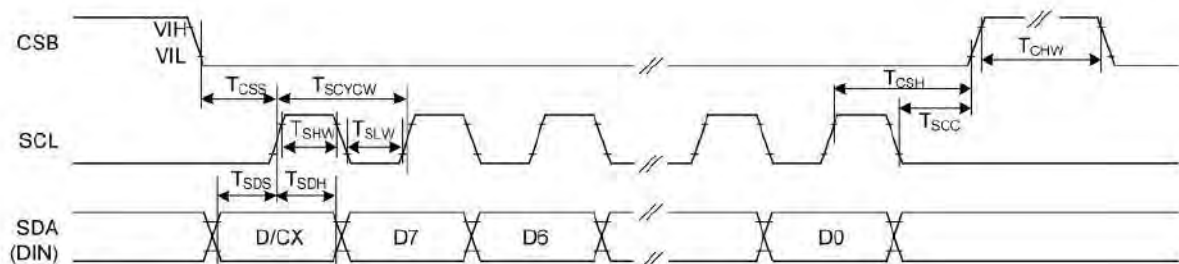 CSB
VIH
VIL
TCHW
TCSS
TSCYCW
TCSH
TSHW
TSLW
TSCC
SCL
TSDS
TSDH
SDA
(DIN)
D/CX
D7
D6
D0